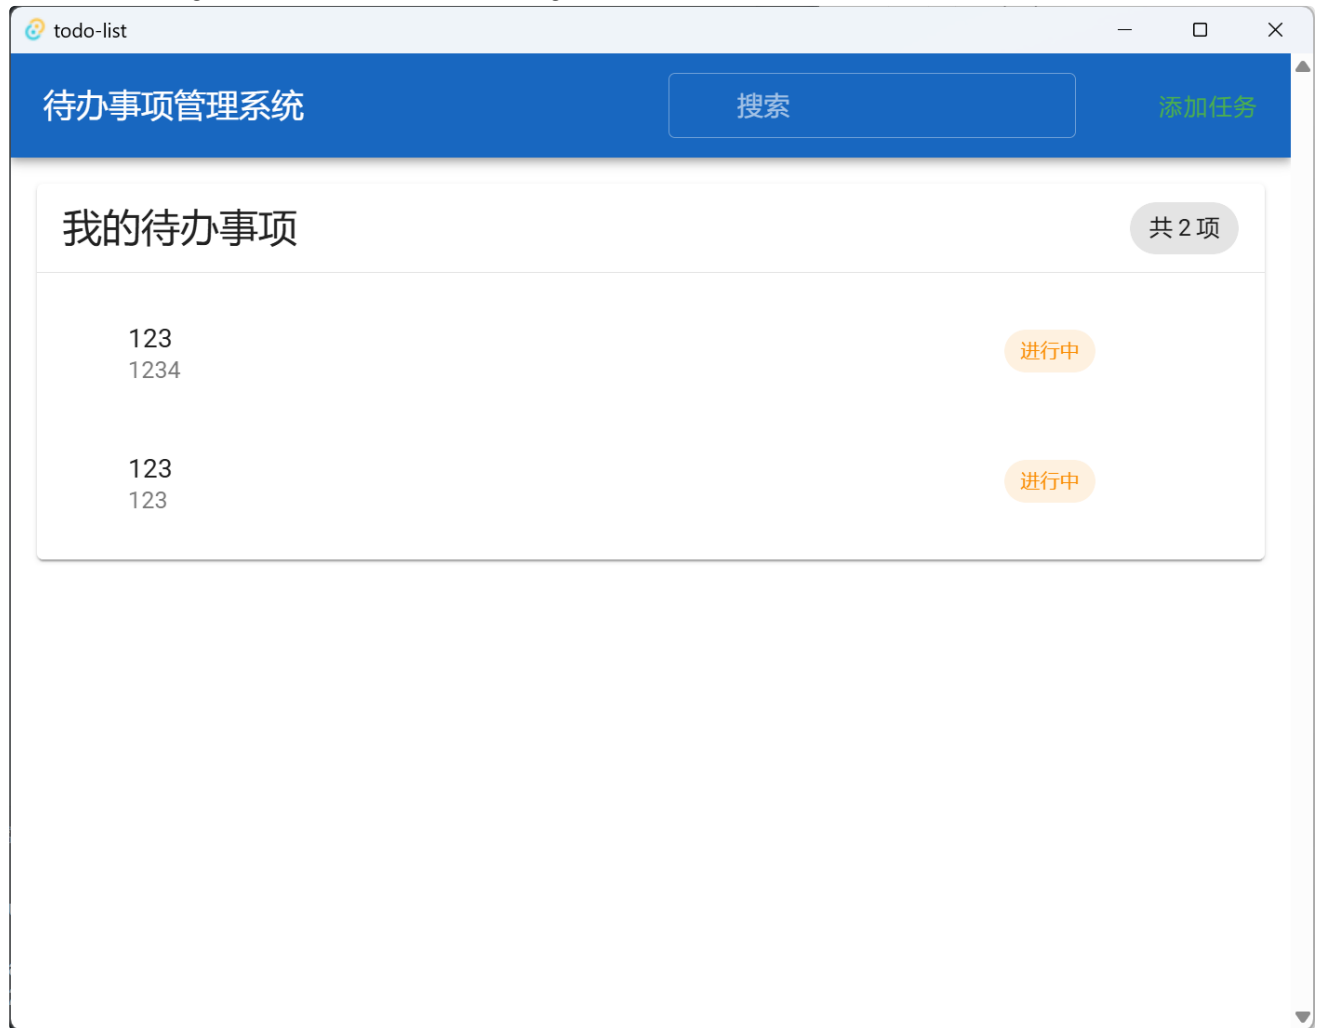 todo-list
待办事项管理系统
搜索
添加任务
我的待办事项
共 2 项
123
1234
进行中
123
123
进行中